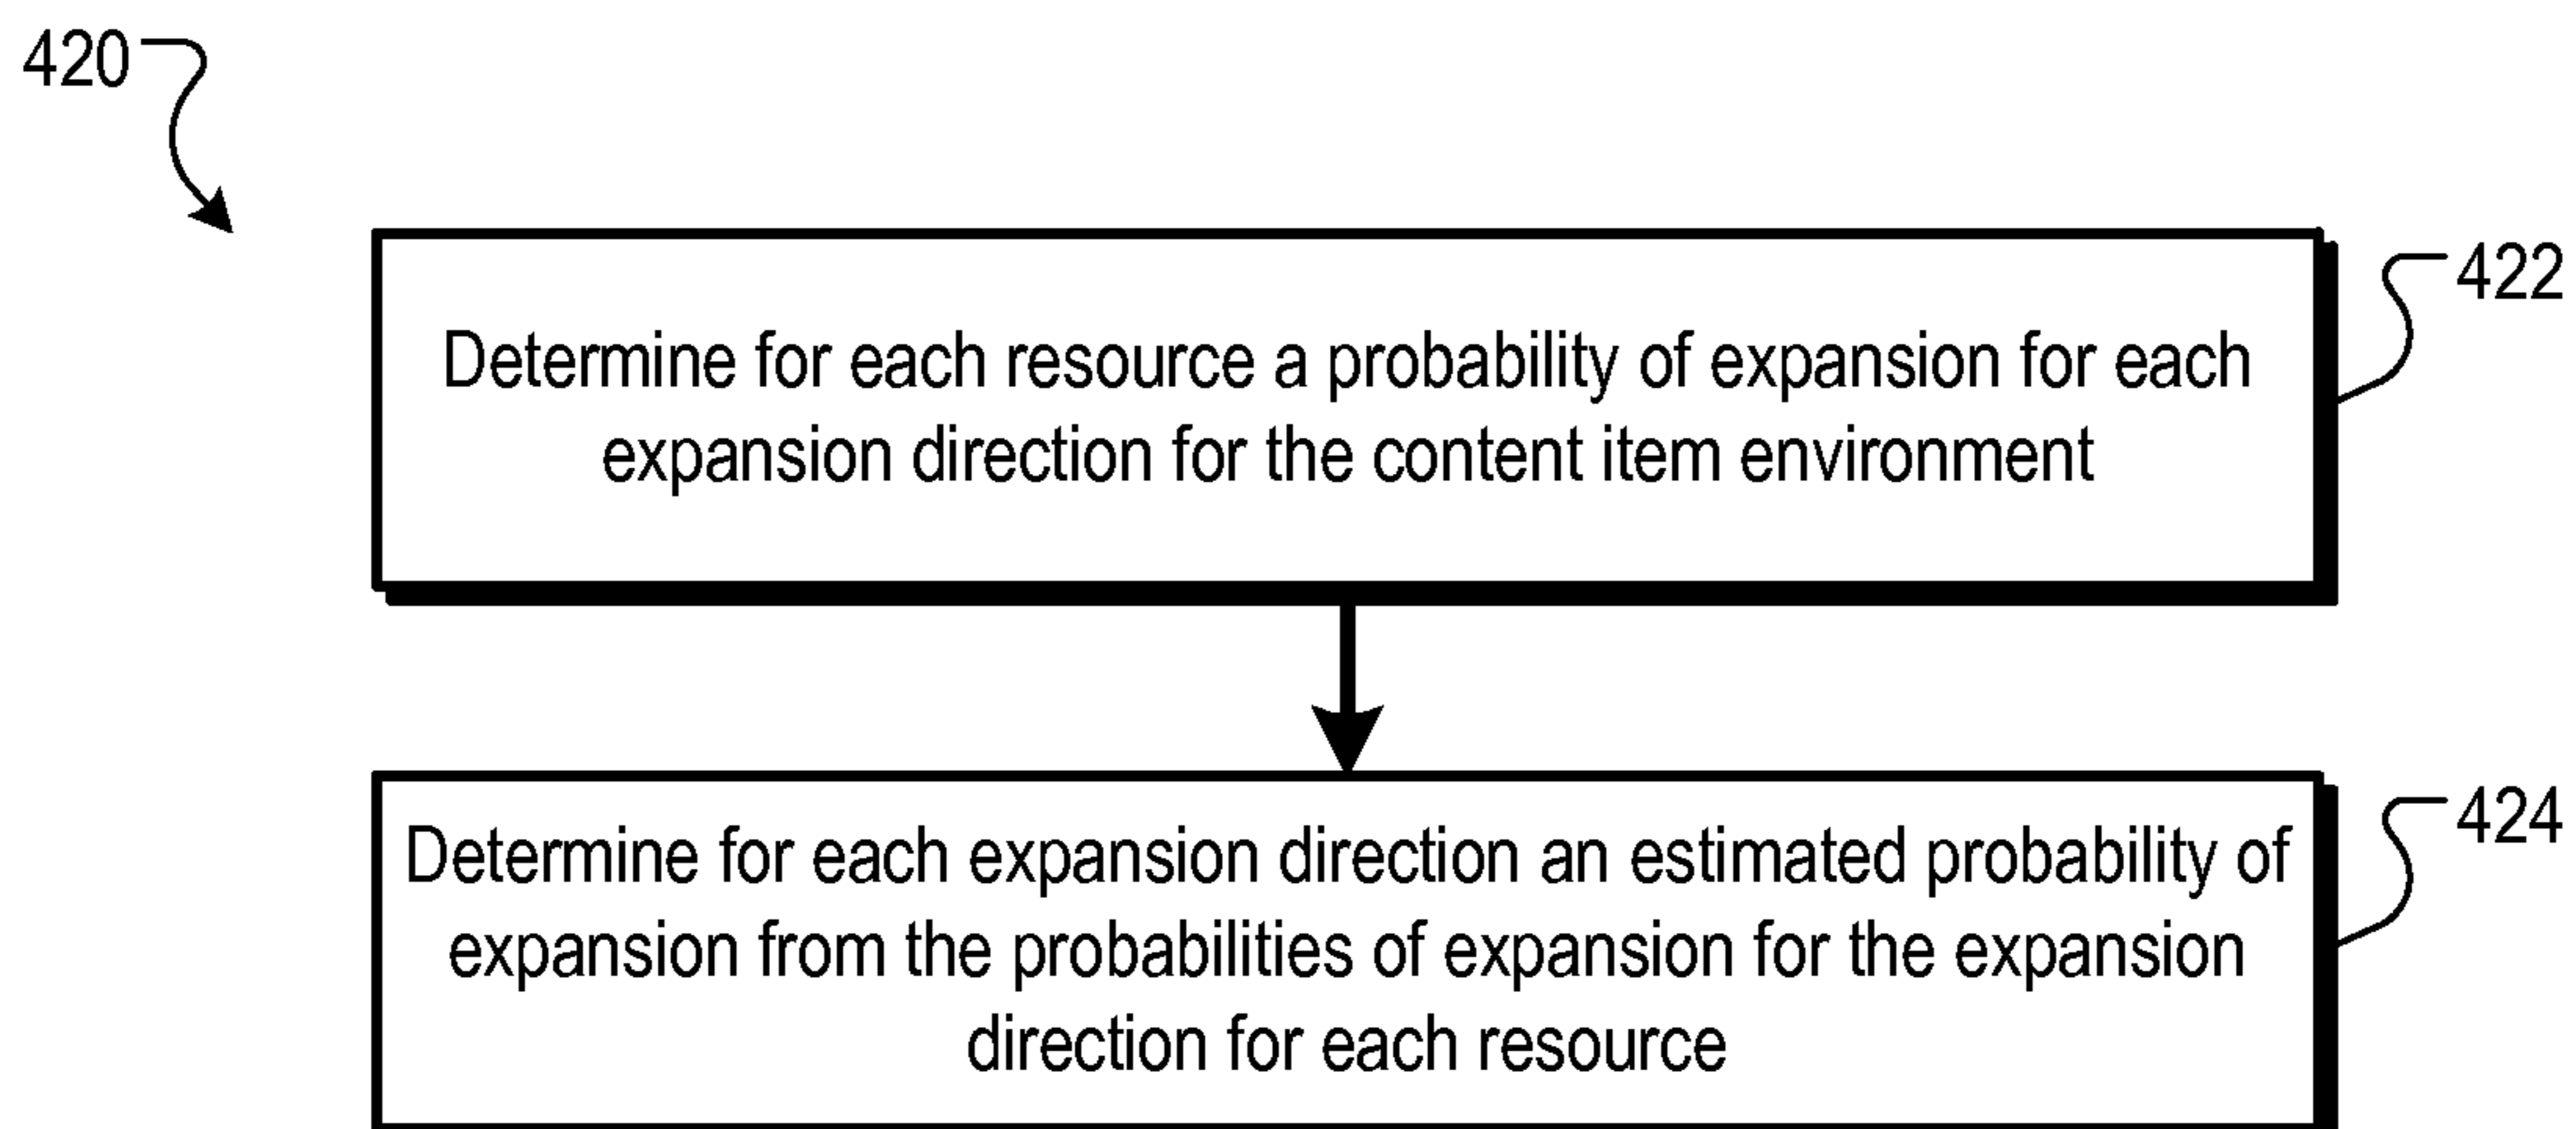 420
422
Determine for each resource a probability of expansion for each
expansion direction for the content item environment
424
Determine for each expansion direction an estimated probability of
expansion from the probabilities of expansion for the expansion
direction for each resource